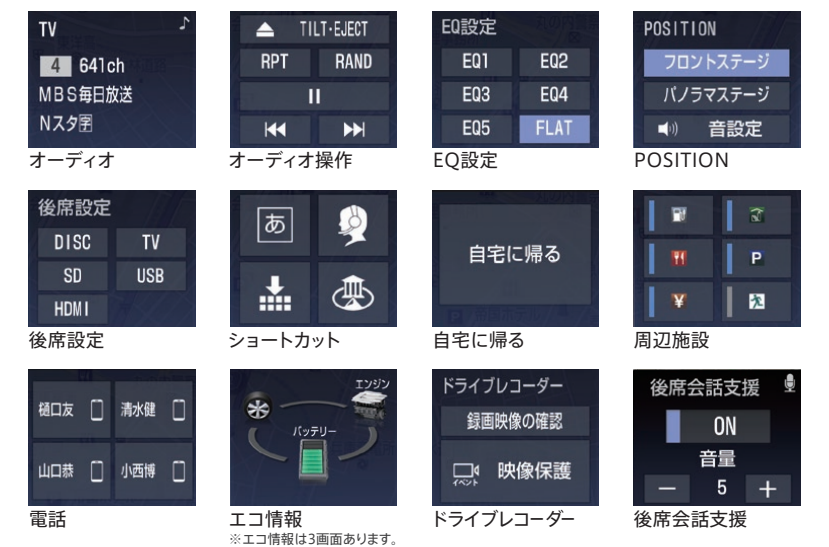 TV
4 641ch
MBS毎日放送
Nスタ字
オーディオ
TILT・EJECT
RPT RAND
オーディオ操作
EQ設定
EQ1 EQ2
EQ3 EQ4
EQ5 FLAT
EQ設定
POSITION
フロントステージ
パノラマステージ
音設定
POSITION
後席設定
DISC TV
SD USB
HDMI
後席設定
あ
ショートカット
自宅に帰る
自宅に帰る
P
¥
周辺施設
樋口友 清水健
山口恭 小西博
電話
エンジン
バッテリー
エコ情報
※エコ情報は3画面あります。
ドライブレコーダー
録画映像の確認
イベント 映像保護
ドライブレコーダー
後席会話支援
ON
音量
− 5 +
後席会話支援